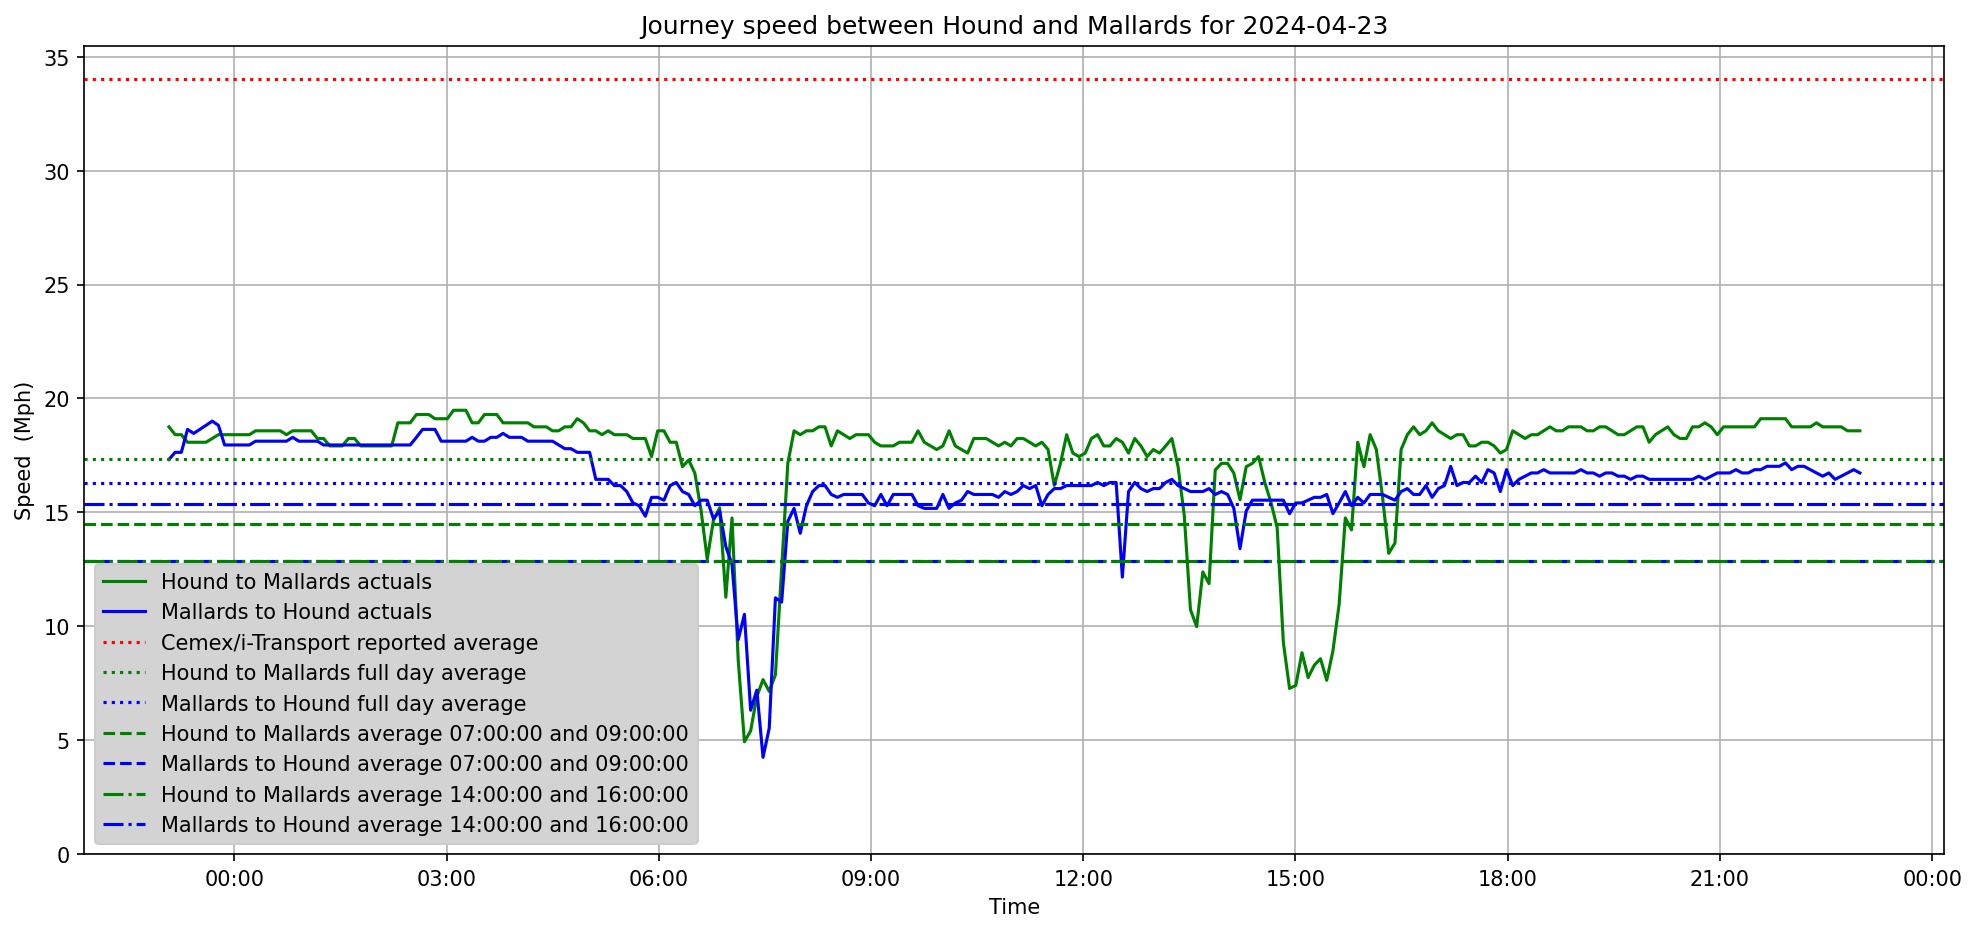 Journey speed between Hound and Mallards for 2024-04-23
35
30
25
20
15
10
5
0
Speed (Mph)
Hound to Mallards actuals
Mallards to Hound actuals
Cemex/i-Transport reported average
Hound to Mallards full day average
Mallards to Hound full day average
Hound to Mallards average 07:00:00 and 09:00:00
Mallards to Hound average 07:00:00 and 09:00:00
Hound to Mallards average 14:00:00 and 16:00:00
Mallards to Hound average 14:00:00 and 16:00:00
00:00 03:00 06:00 09:00 12:00 15:00 18:00 21:00 00:00
Time